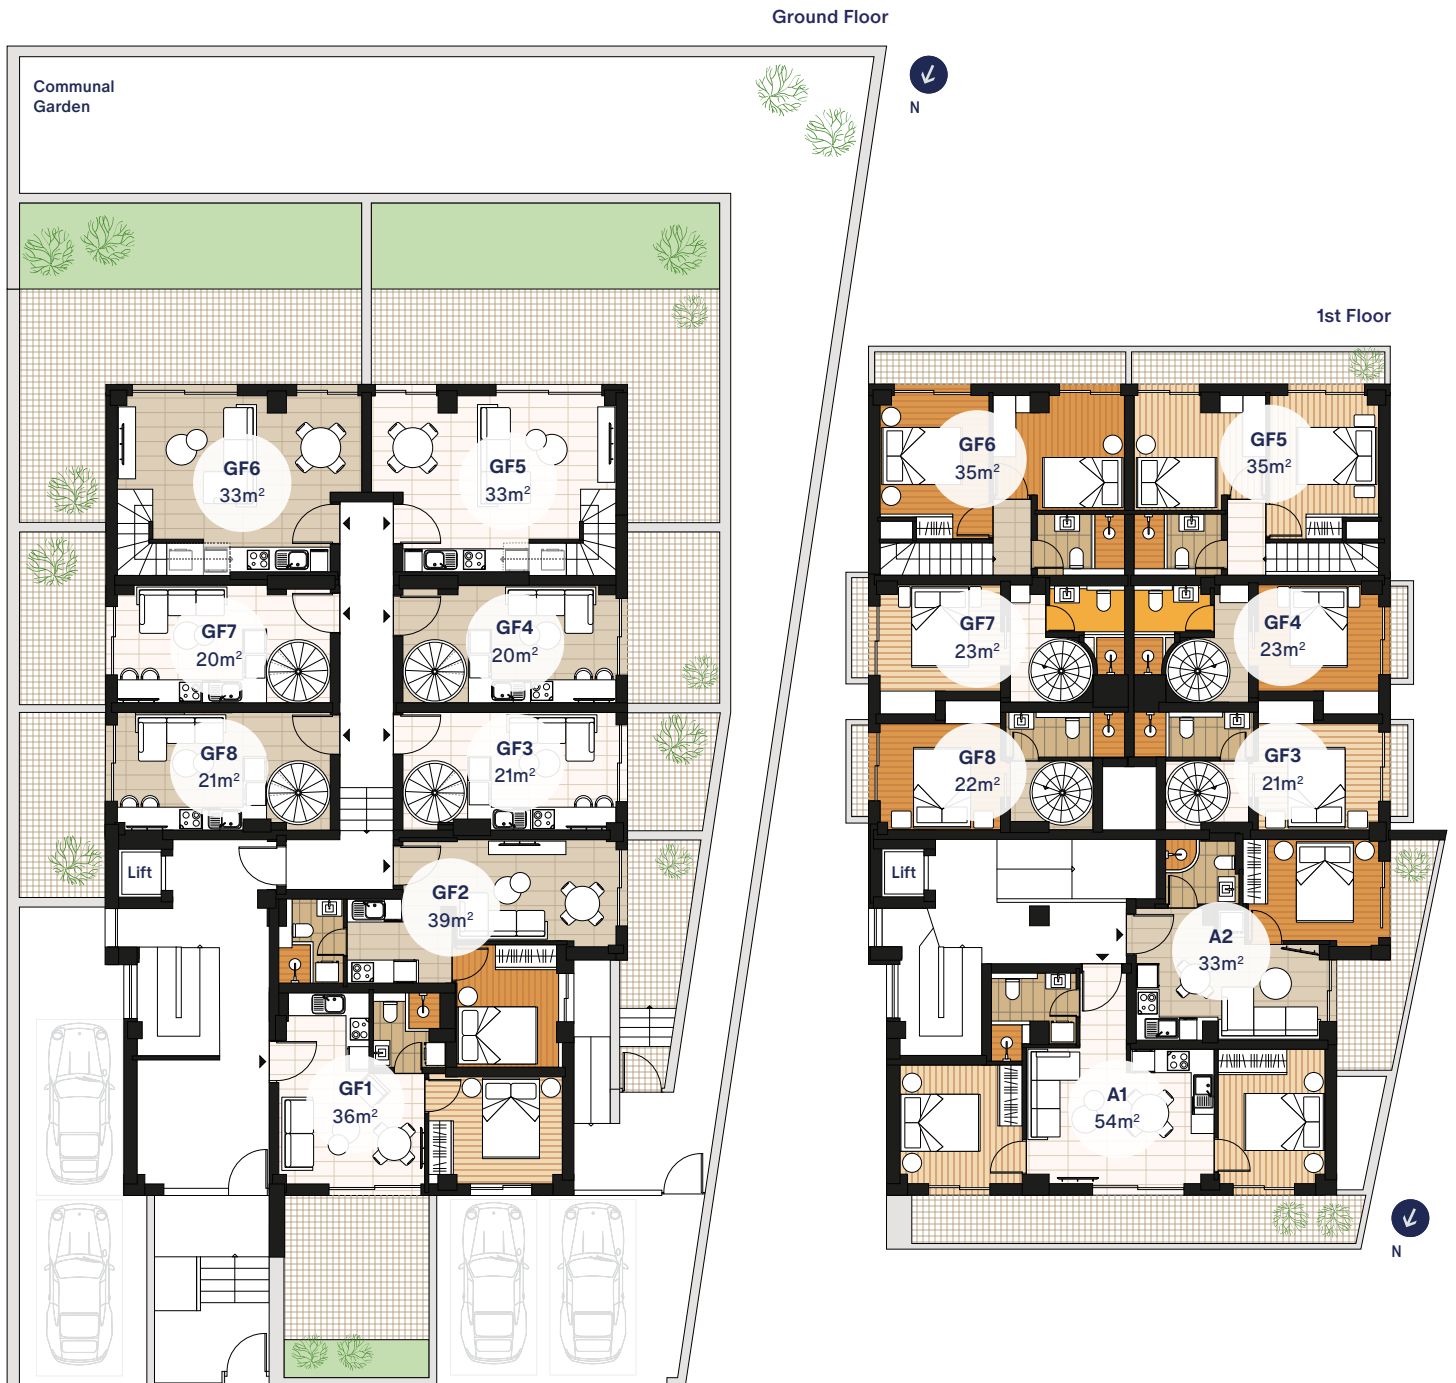 Ground Floor
Communal
Garden
N
GF6
33m²
GF5
33m²
GF7
20m²
GF4
20m²
GF8
21m²
GF3
21m²
Lift
GF2
39m²
GF1
36m²
1st Floor
GF6
35m²
GF5
35m²
GF7
23m²
GF4
23m²
GF8
22m²
GF3
21m²
Lift
A2
33m²
A1
54m²
N